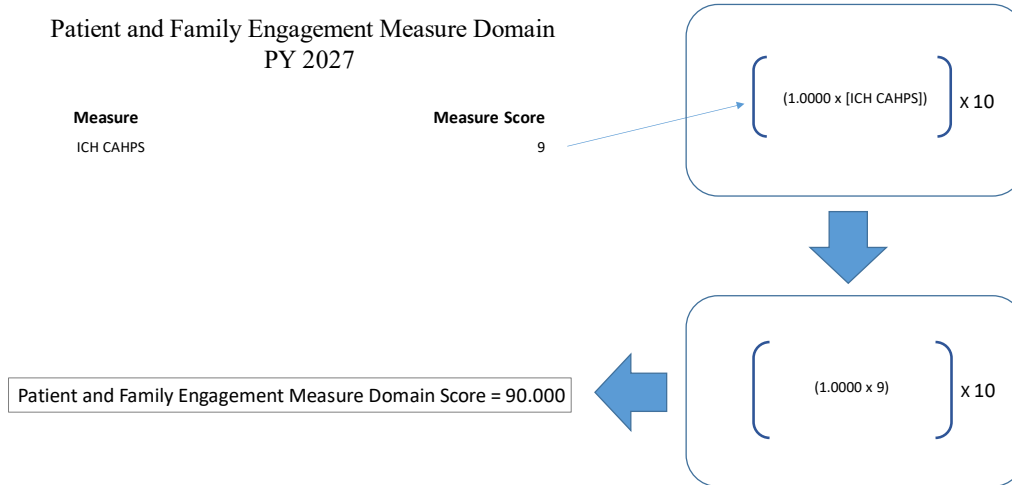 Patient and Family Engagement Measure Domain
PY 2027
Measure Measure Score
ICH CAHPS 9
(1.0000 x [ICH CAHPS]) X 10
(1.0000 x 9) X 10
Patient and Family Engagement Measure Domain Score = 90.000